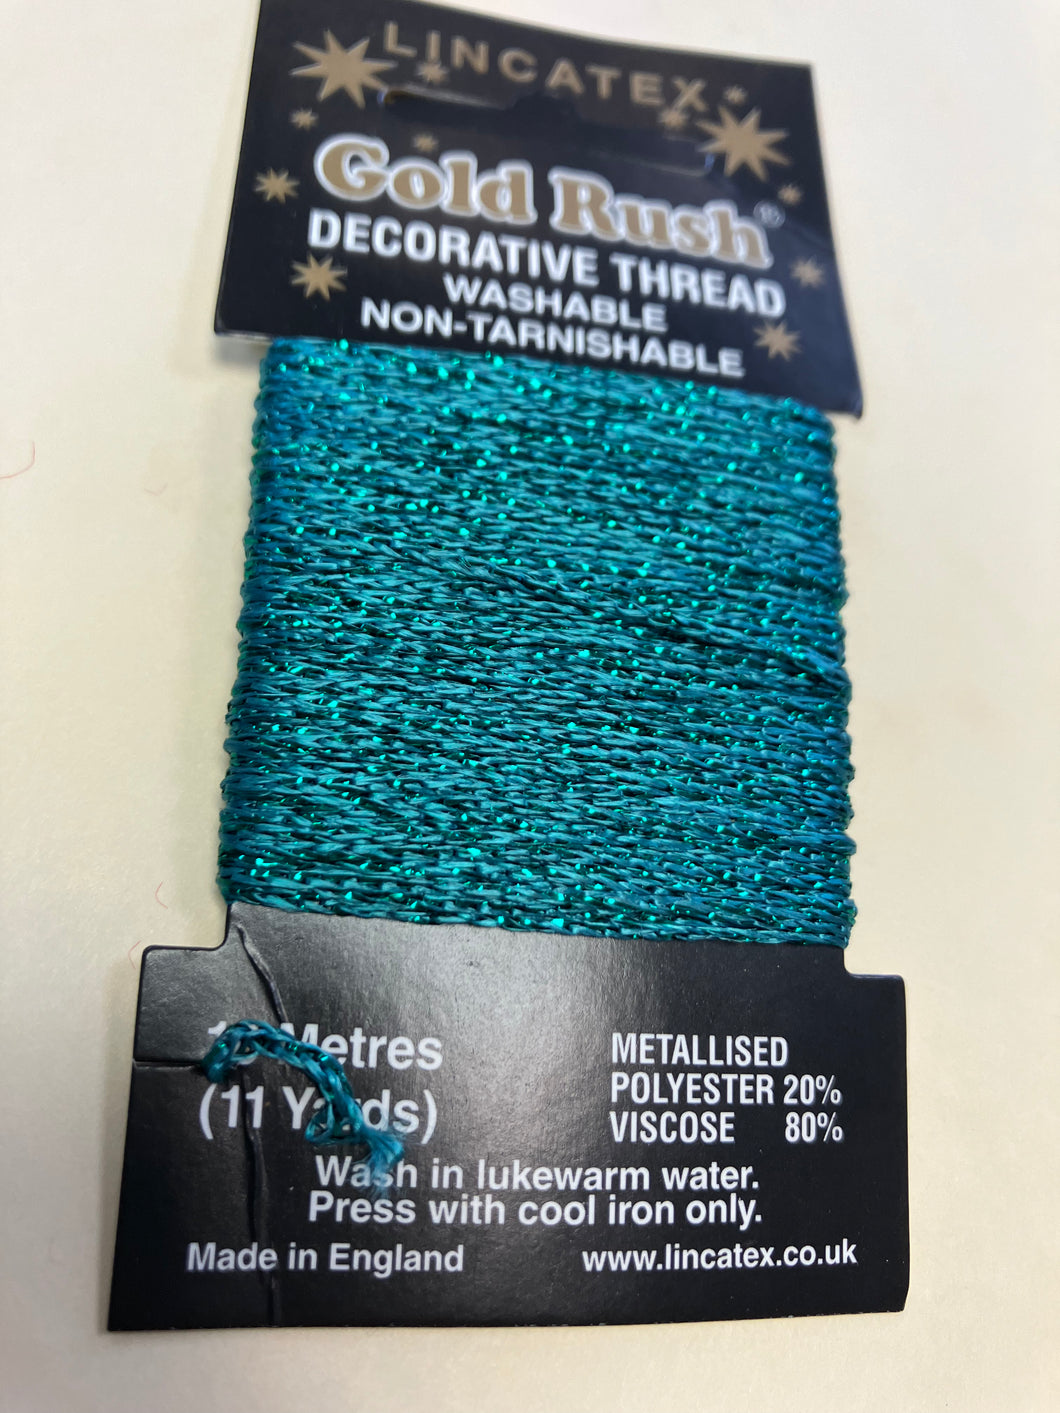 LINCATEX
Gold Rush®
DECORATIVE THREAD
WASHABLE
NON-TARNISHABLE
Metres
(11 Yards)
METALLISED
POLYESTER 20%
VISCOSE 80%
Wash in lukewarm water.
Press with cool iron only.
Made in England
www.lincatex.co.uk